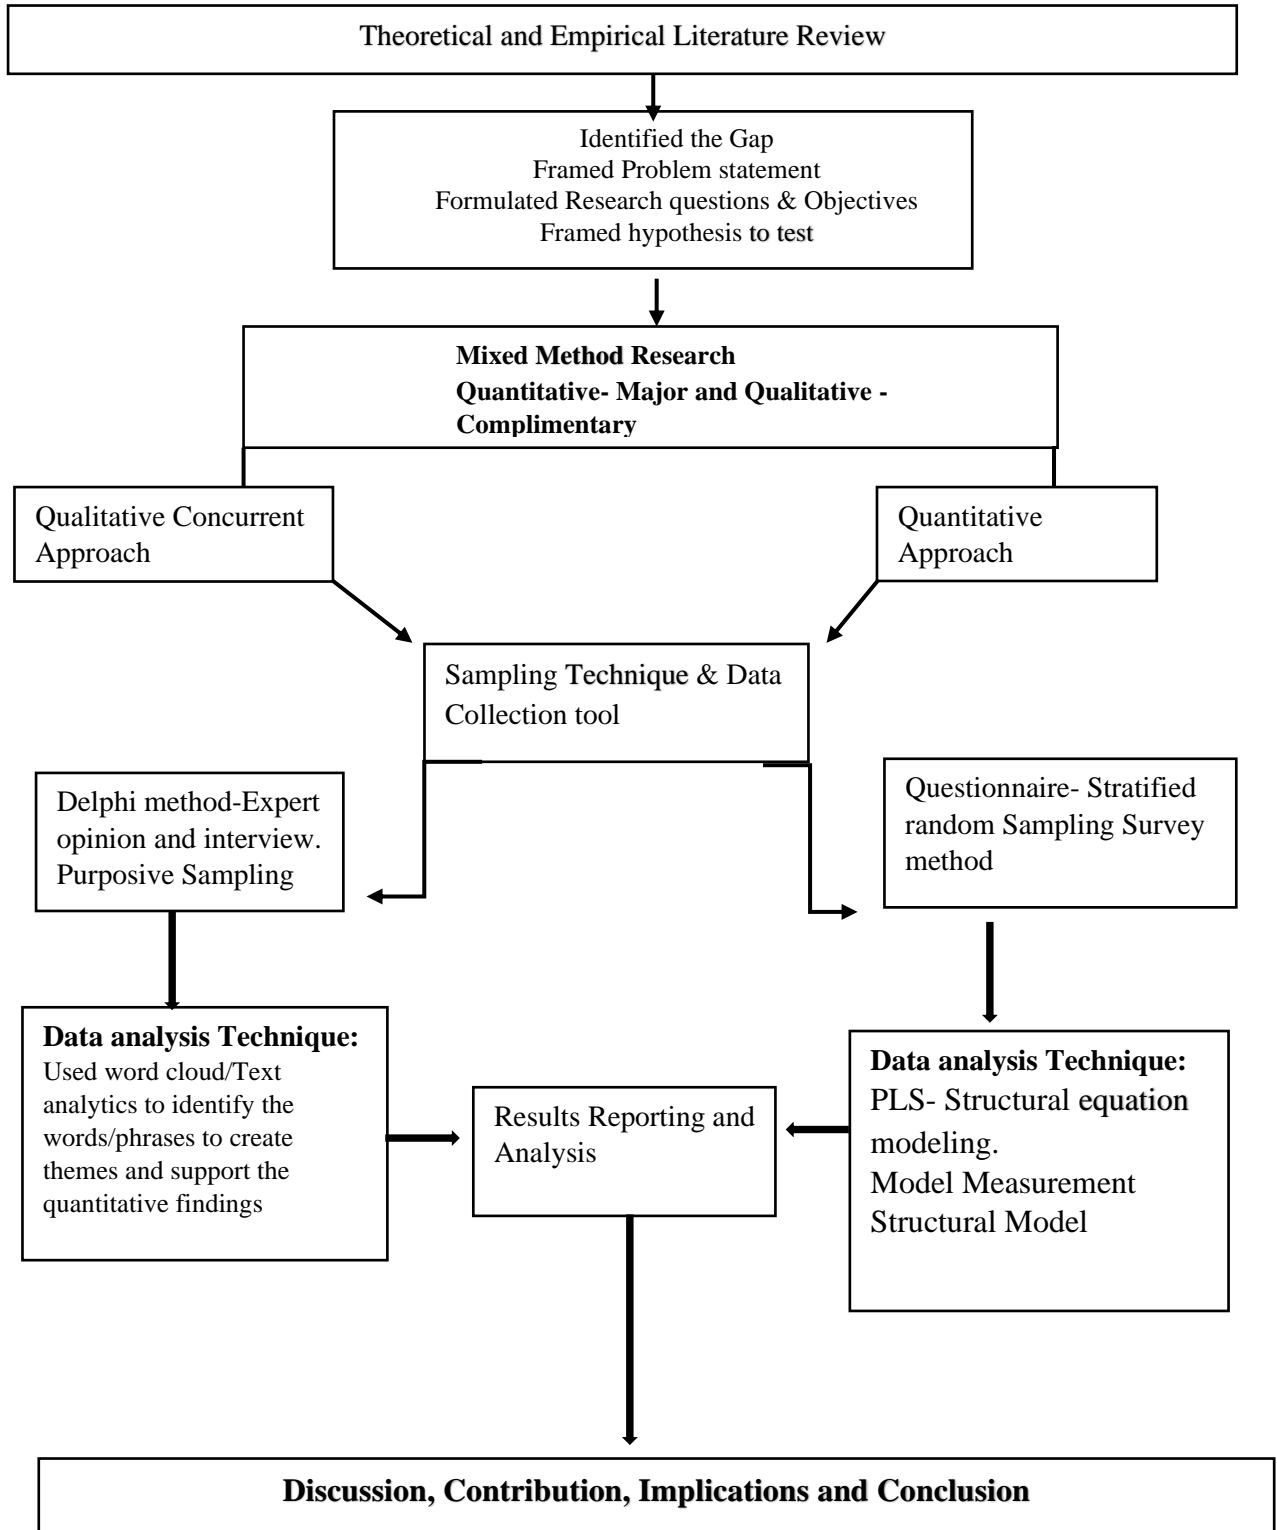 Theoretical and Empirical Literature Review
Identified the Gap
Framed Problem statement
Formulated Research questions & Objectives
Framed hypothesis to test
Mixed Method Research
Quantitative- Major and Qualitative -
Complimentary
Qualitative Concurrent
Approach
Quantitative
Approach
Sampling Technique & Data
Collection tool
Delphi method-Expert
opinion and interview.
Purposive Sampling
Questionnaire- Stratified
random Sampling Survey
method
Data analysis Technique:
Used word cloud/Text
analytics to identify the
words/phrases to create
themes and support the
quantitative findings
Results Reporting and
Analysis
Data analysis Technique:
PLS- Structural equation
modeling.
Model Measurement
Structural Model
Discussion, Contribution, Implications and Conclusion